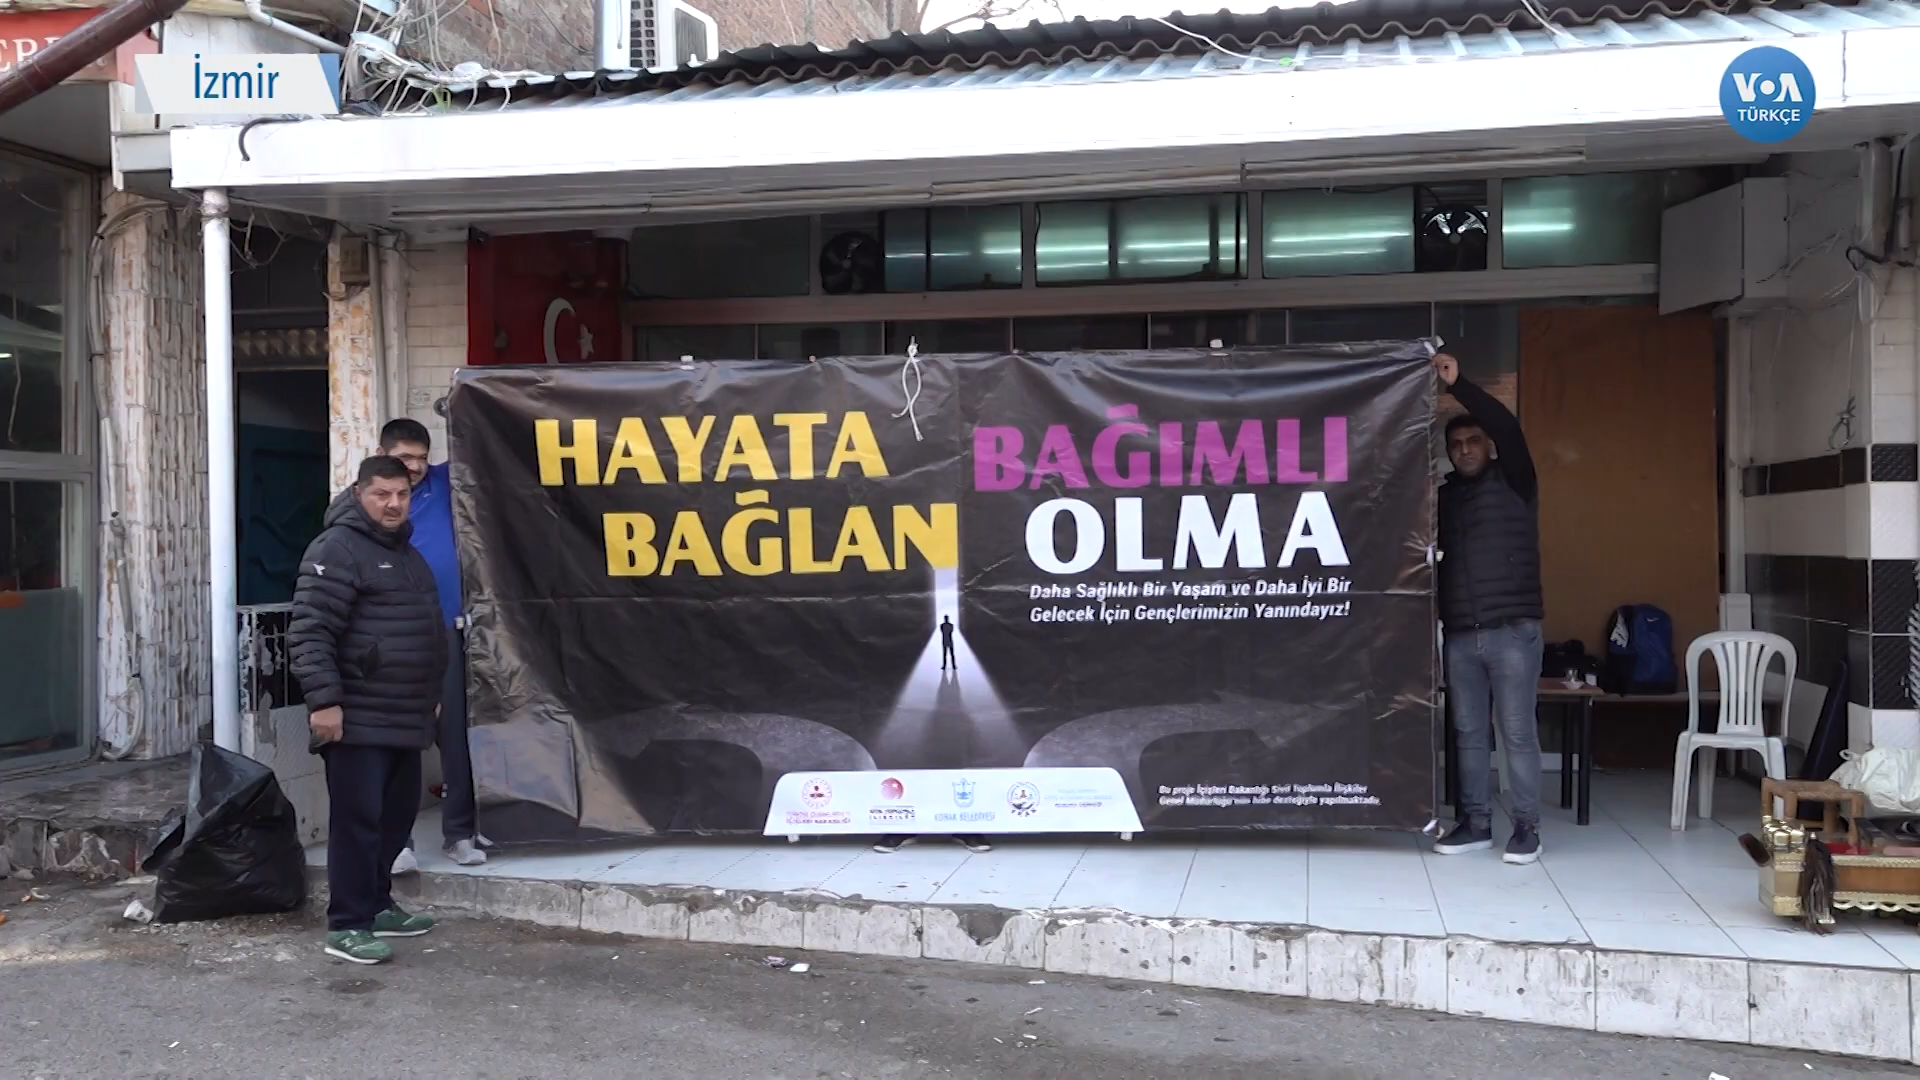 İzmir
VOA
TÜRKÇE
HAYATA
BAĞLAN
BAĞIMLI
OLMA
Daha Sağlıklı Bir Yaşam ve Daha İyi Bir
Gelecek İçin Gençlerimizin Yanındayız!
KONAK BELEDİYESİ
Bu proje İçişleri Bakanlığı Sivil Toplumla İlişkiler
Genel Müdürlüğü'nün hibe desteğiyle yapılmaktadır.